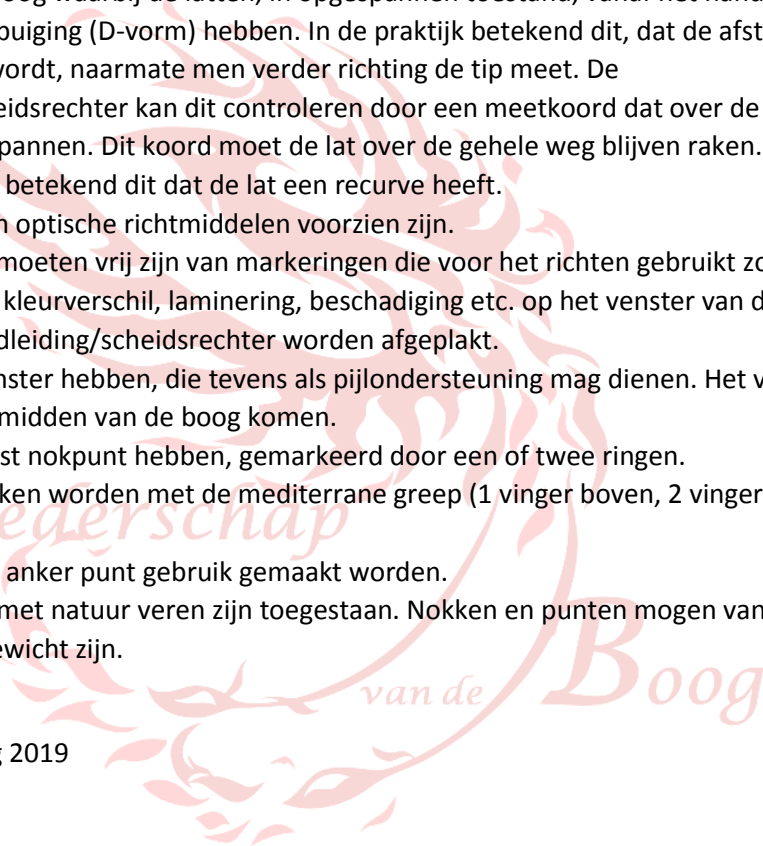 oog waarbij de latten, in opgespannen toestand, vanaf het hand
buiging (D-vorm) hebben. In de praktijk betekend dit, dat de afst
wordt, naarmate men verder richting de tip meet. De
eidsrechter kan dit controleren door een meetkoord dat over de
pannen. Dit koord moet de lat over de gehele weg blijven raken.
betekend dit dat de lat een recurve heeft.
n optische richtmiddelen voorzien zijn.
moeten vrij zijn van markeringen die voor het richten gebruikt zo
kleurverschil, laminering, beschadiging etc. op het venster van d
dleiding/scheidsrechter worden afgeplakt.
nster hebben, die tevens als pijlondersteuning mag dienen. Het v
midden van de boog komen.
st nokpunt hebben, gemarkeerd door een of twee ringen.
ken worden met de mediterrane greep (1 vinger boven, 2 vinger
ederschap
anker punt gebruik gemaakt worden.
met natuur veren zijn toegestaan. Nokken en punten mogen van
ewicht zijn.
van de Boog
g 2019